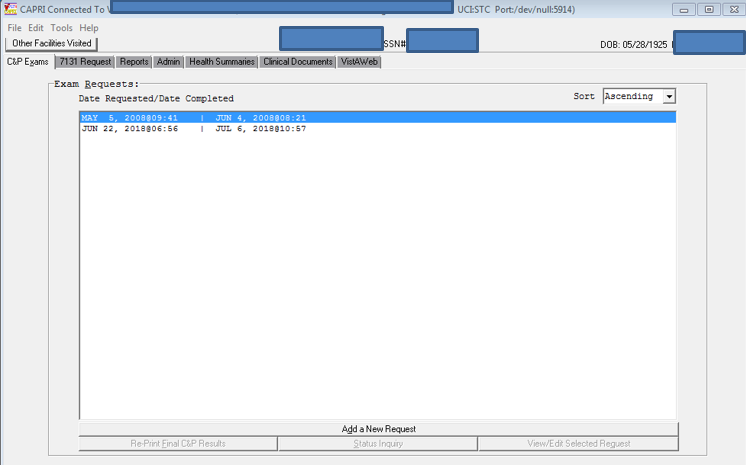 CAPRI Connected To V UCI:STC Port:/dev/null:5914)
File Edit Tools Help
Other Facilities Visited SSN# DOB: 05/28/1925
C&P Exams 7131 Request Reports Admin Health Summaries Clinical Documents VistAWeb
Exam Requests:
Date Requested/Date Completed Sort Ascending
MAY 5, 2008@09:41 | JUN 4, 2008@08:21
JUN 22, 2018@06:56 | JUL 6, 2018@10:57
Add a New Request
Re-Print Final C&P Results Status Inquiry View/Edit Selected Request